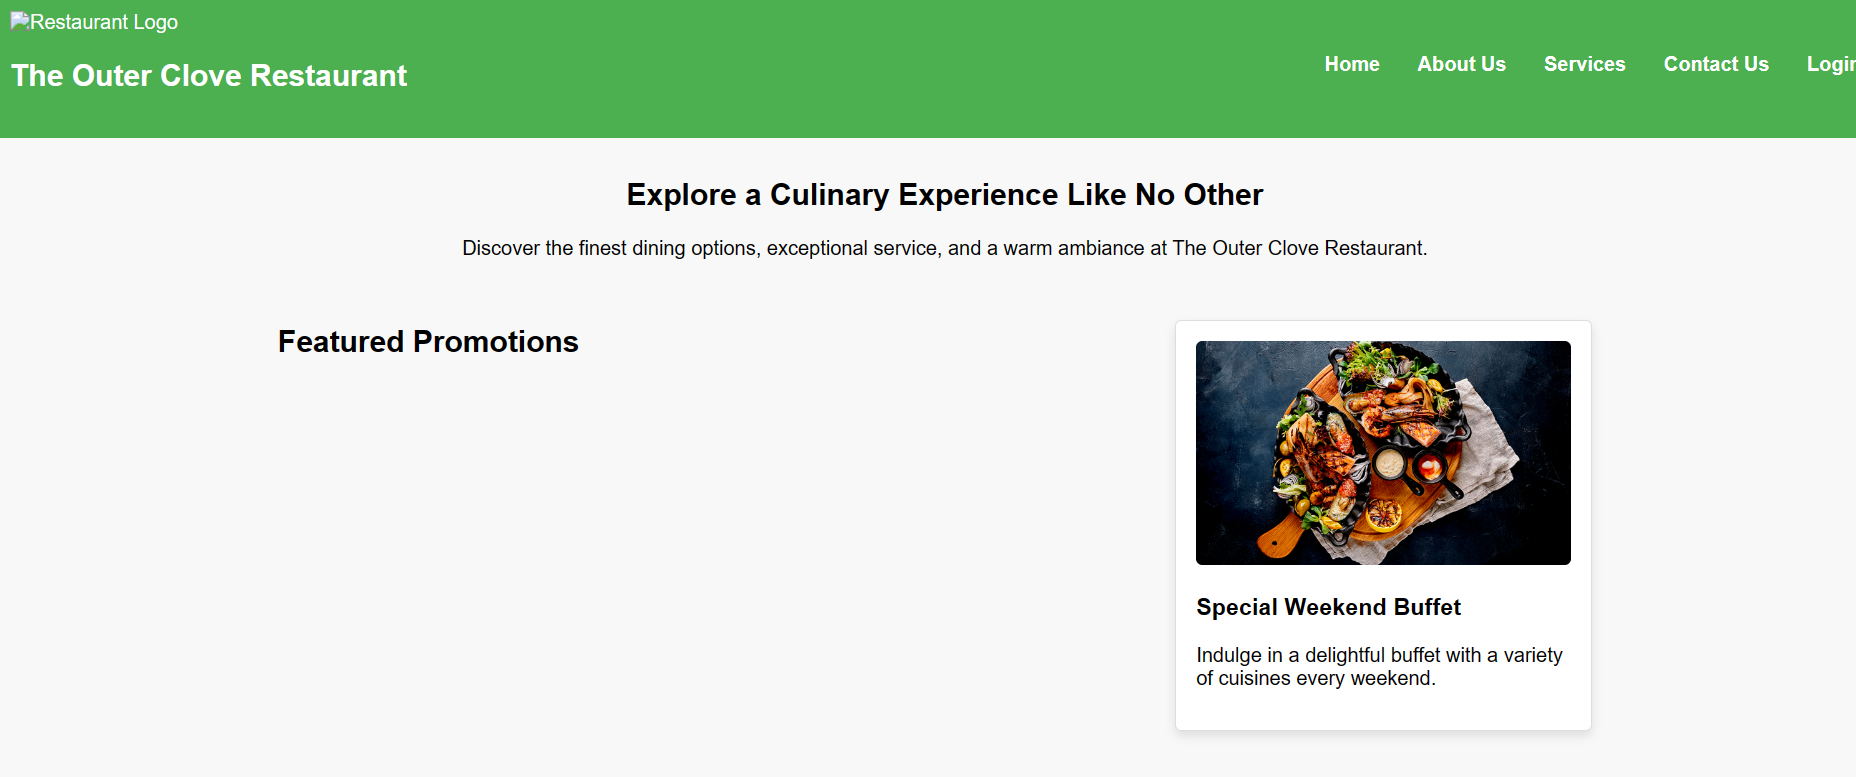 Restaurant Logo
The Outer Clove Restaurant
Home About Us Services Contact Us Login
Explore a Culinary Experience Like No Other
Discover the finest dining options, exceptional service, and a warm ambiance at The Outer Clove Restaurant.
Featured Promotions
Special Weekend Buffet
Indulge in a delightful buffet with a variety
of cuisines every weekend.